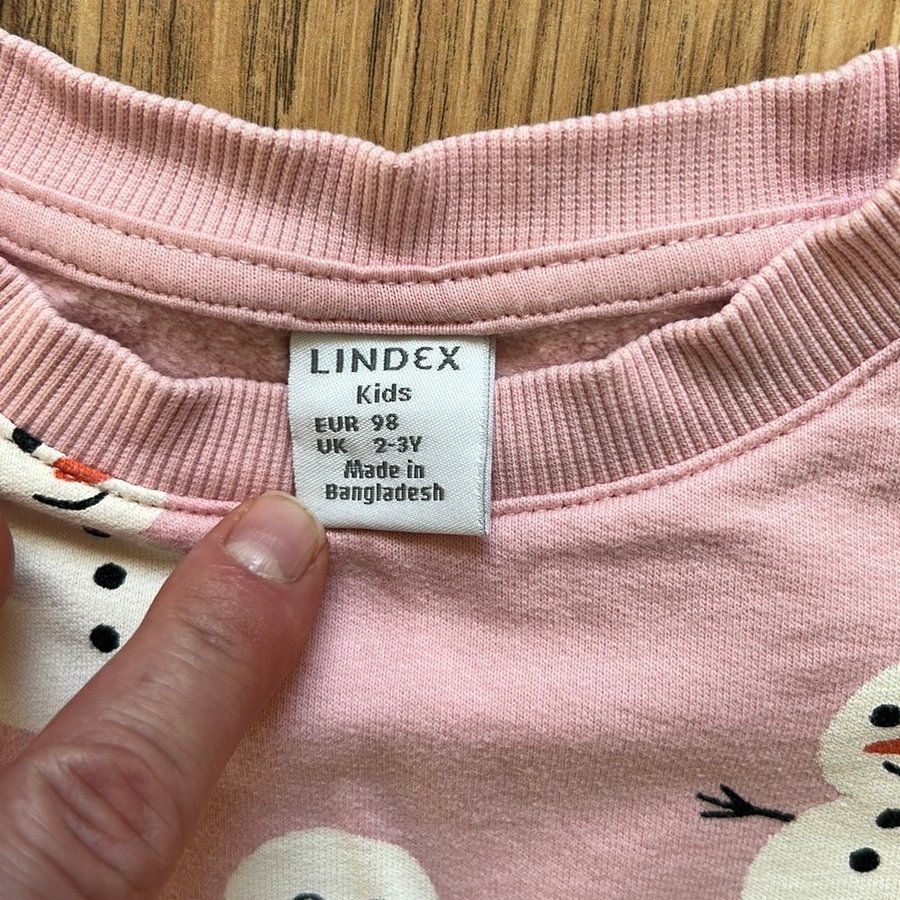 LINDEX
Kids
EUR 98
UK 2-3Y
Made in
Bangladesh